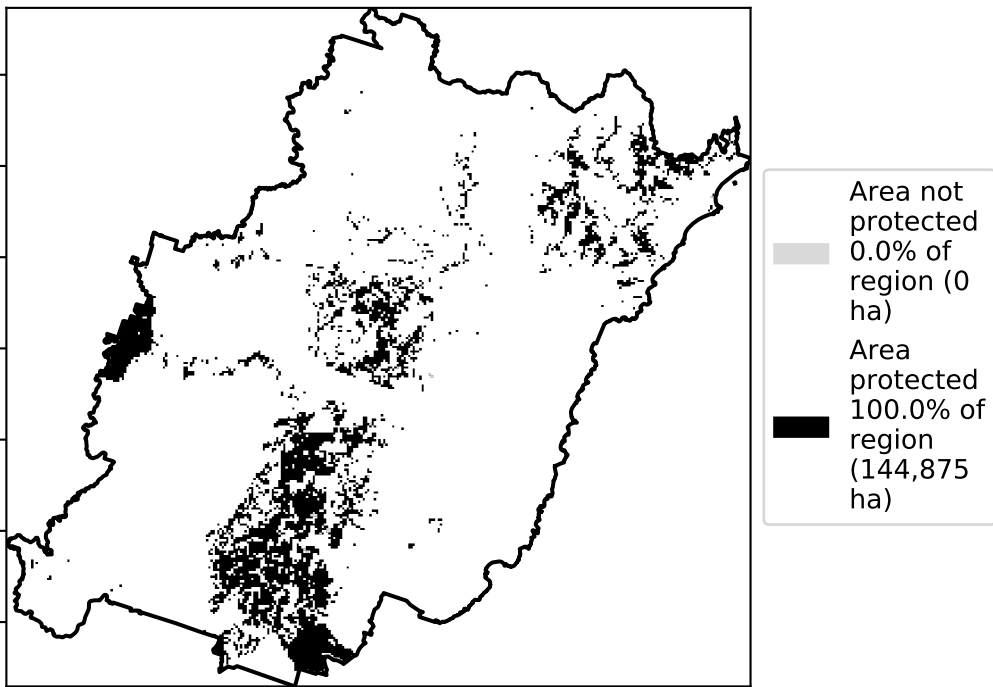 Area not
protected
0.0% of
region (0
ha)
Area
protected
100.0% of
region
(144,875
ha)